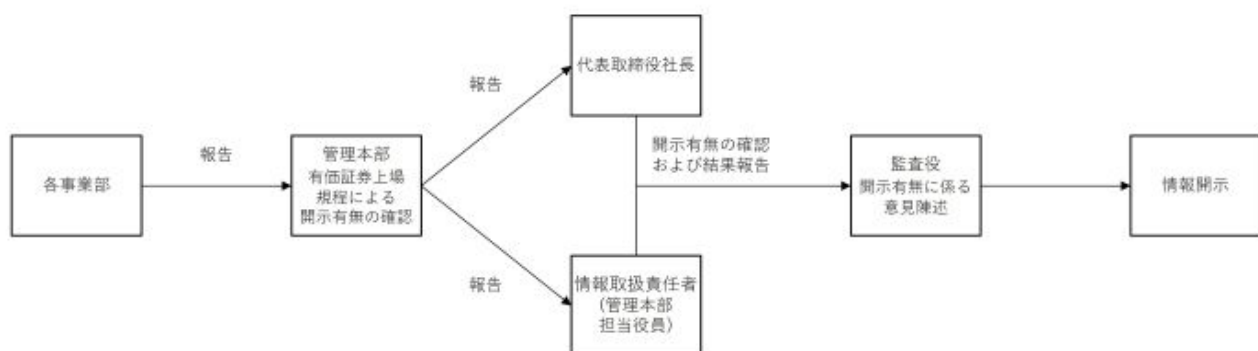 各事業部
報告
管理本部
有価証券上場
規程による
開示有無の確認
報告
報告
代表取締役社長
情報取扱責任者
(管理本部
担当役員)
開示有無の確認
および結果報告
監査役
開示有無に係る
意見陳述
情報開示